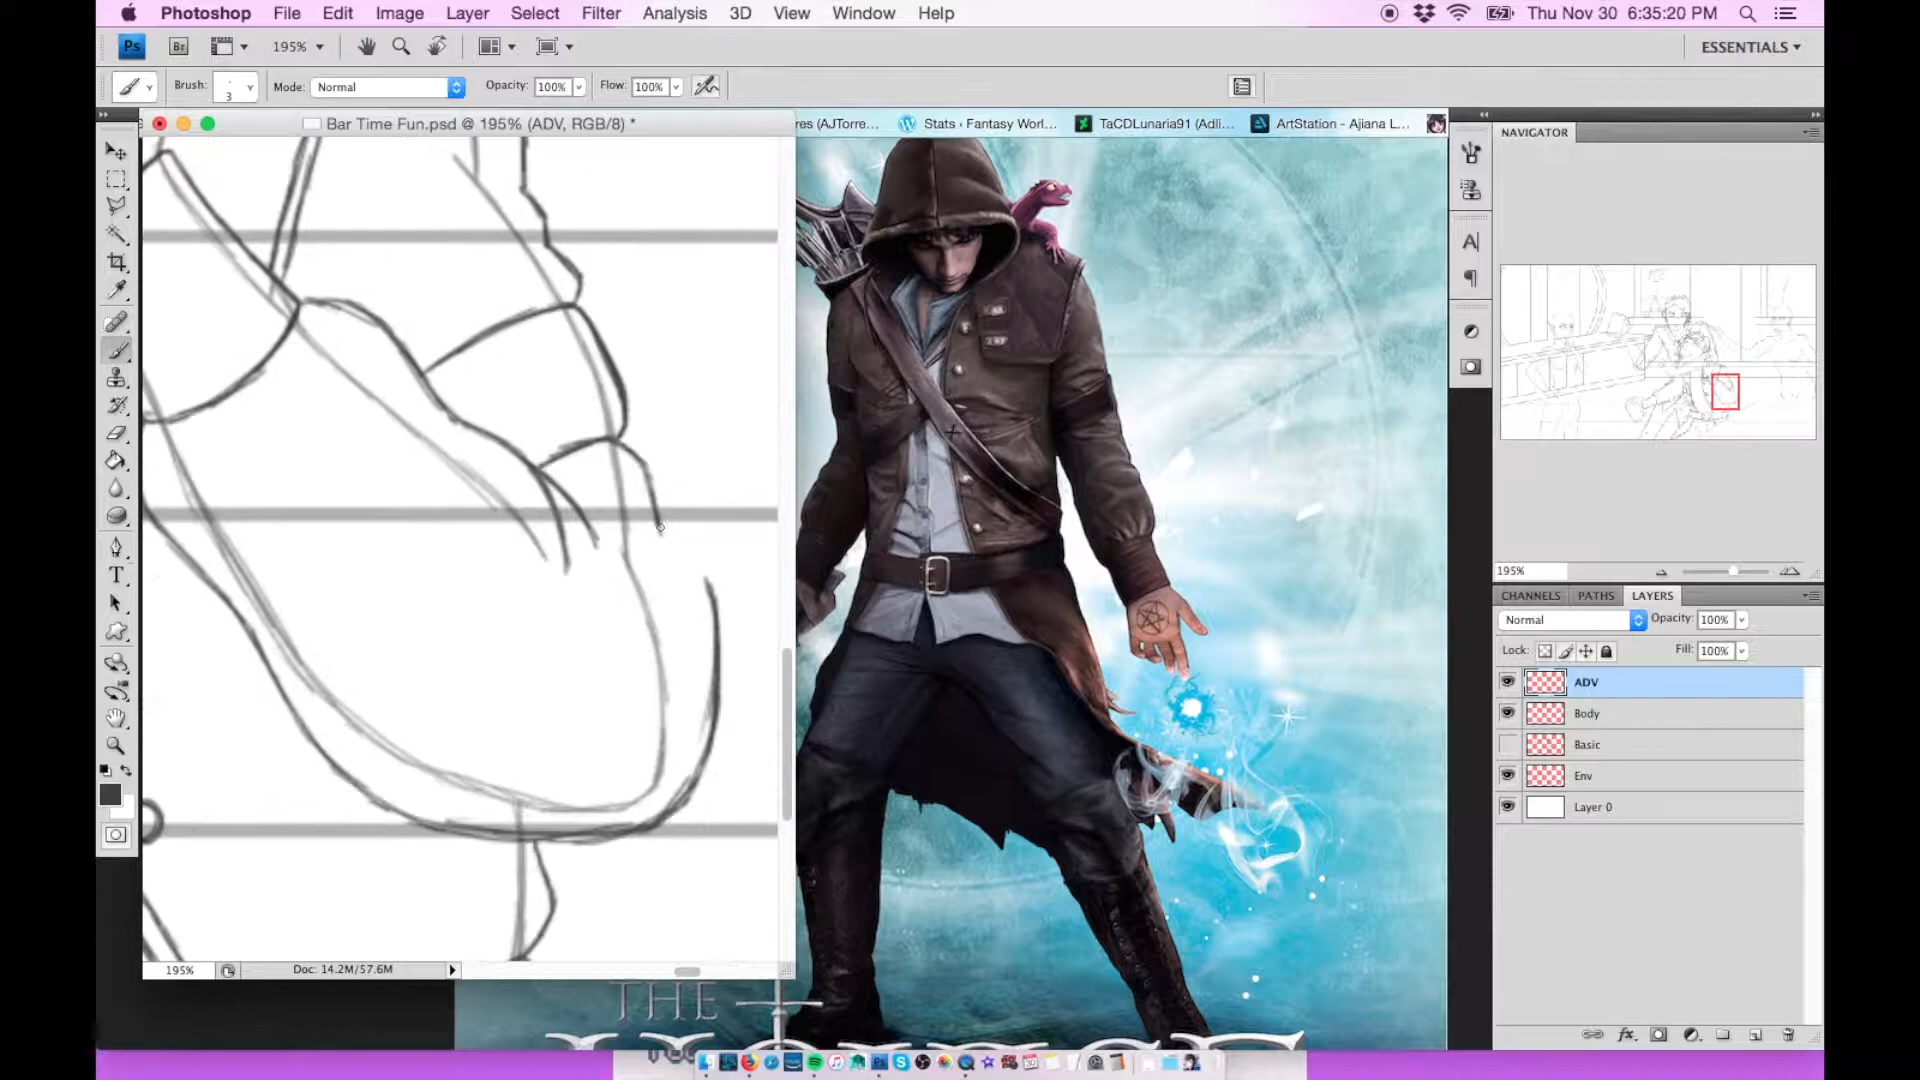 Photoshop File Edit Image Layer Select Filter Analysis 3D View Window Help Thu Nov 30 6:35:20 PM
Ps Br 195% ESSENTIALS
Brush: 3 Mode: Normal Opacity: 100% Flow: 100%
Bar Time Fun.psd @ 195% (ADV, RGB/8) *
res (AJTorre... Stats ‹ Fantasy Worl... TaCDLunaria91 (Adli... ArtStation - Ajiana L...
NAVIGATOR
195%
CHANNELS PATHS LAYERS
Normal Opacity: 100%
Lock: Fill: 100%
ADV
Body
Basic
Env
Layer 0
195% Doc: 14.2M/57.6M
THE